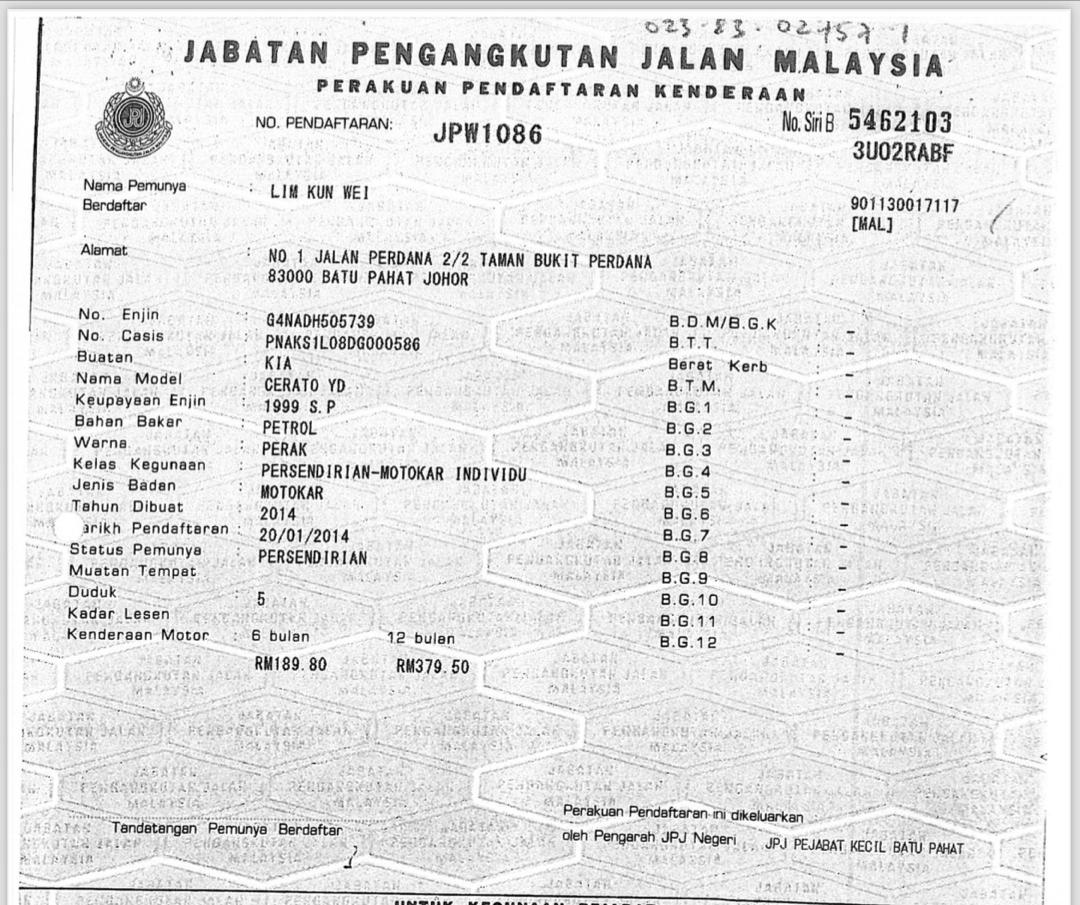 023-83-02457-1
JABATAN PENGANGKUTAN JALAN MALAYSIA
PERAKUAN PENDAFTARAN KENDERAAN
NO. PENDAFTARAN: JPW1086 No. Siri B 5462103
3U02RABF
Nama Pemunya Berdaftar : LIM KUN WEI 901130017117
[MAL]
Alamat : NO 1 JALAN PERDANA 2/2 TAMAN BUKIT PERDANA
83000 BATU PAHAT JOHOR
No. Enjin : G4NADH505739 B.D.M/B.G.K : -
No. Casis : PNAKS1L08DG000586 B.T.T. : -
Buatan : KIA Berat Kerb : -
Nama Model : CERATO YD B.T.M. : -
Keupayaan Enjin : 1999 S.P B.G.1 : -
Bahan Bakar : PETROL B.G.2 : -
Warna : PERAK B.G.3 : -
Kelas Kegunaan : PERSENDIRIAN-MOTOKAR INDIVIDU B.G.4 : -
Jenis Badan : MOTOKAR B.G.5 : -
Tahun Dibuat : 2014 B.G.6 : -
arikh Pendaftaran : 20/01/2014 B.G.7 : -
Status Pemunya : PERSENDIRIAN B.G.8 : -
Muatan Tempat B.G.9 : -
Duduk : 5 B.G.10 : -
Kadar Lesen B.G.11 : -
Kenderaan Motor : 6 bulan 12 bulan B.G.12 : -
RM189.80 RM379.50
Perakuan Pendaftaran ini dikeluarkan
Tandatangan Pemunya Berdaftar oleh Pengarah JPJ Negeri JPJ PEJABAT KECIL BATU PAHAT